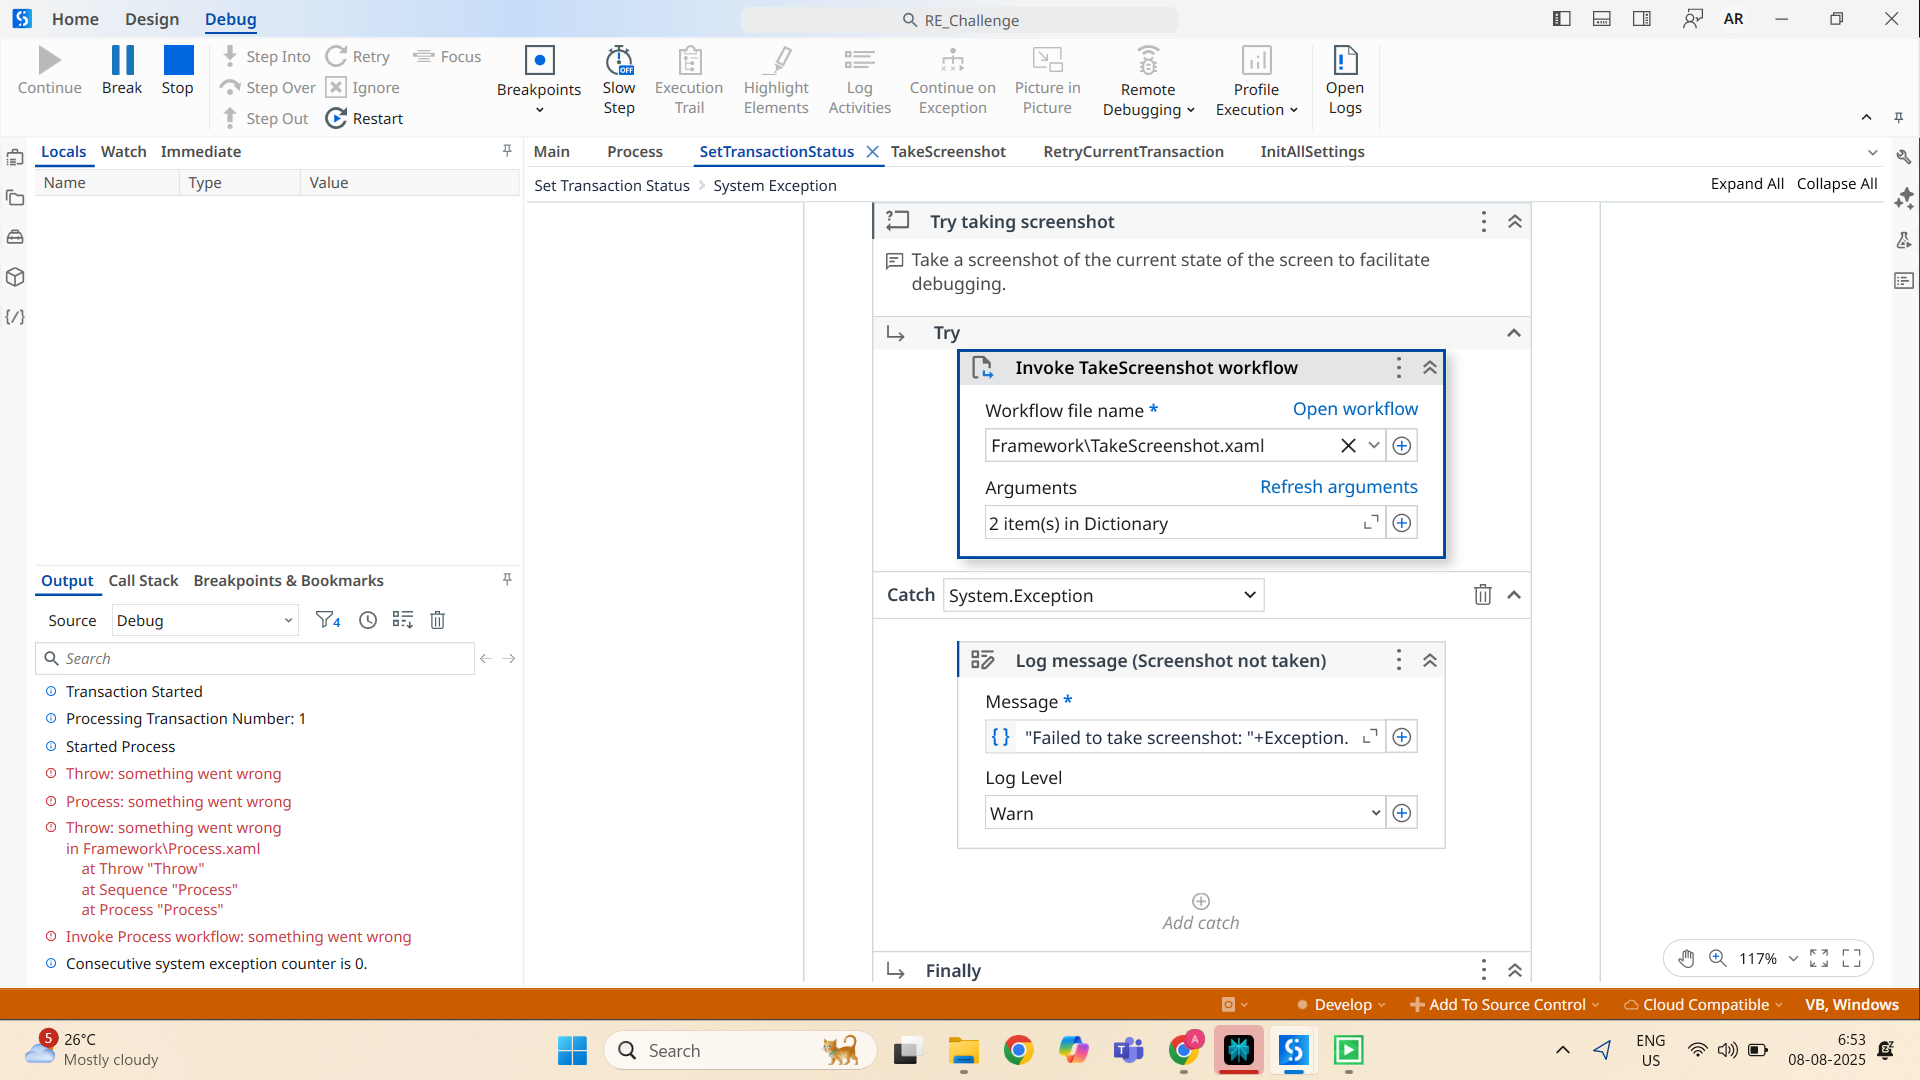 Home Design Debug
RE_Challenge
AR
Continue
Break
Stop
Step Into
Step Over
Step Out
Retry
Ignore
Restart
Focus
Breakpoints
Slow
Step
OFF
Execution
Trail
Highlight
Elements
Log
Activities
Continue on
Exception
Picture in
Picture
Remote
Debugging
Profile
Execution
Open
Logs
Locals Watch Immediate
Name Type Value
Main Process SetTransactionStatus TakeScreenshot RetryCurrentTransaction InitAllSettings
Set Transaction Status > System Exception
Expand All Collapse All
Try taking screenshot
Take a screenshot of the current state of the screen to facilitate
debugging.
Try
Invoke TakeScreenshot workflow
Workflow file name * Open workflow
Framework\TakeScreenshot.xaml
Arguments Refresh arguments
2 item(s) in Dictionary
Catch System.Exception
Log message (Screenshot not taken)
Message *
{} "Failed to take screenshot: "+Exception.
Log Level
Warn
Add catch
Finally
117%
Output Call Stack Breakpoints & Bookmarks
Source Debug
4
Search
Transaction Started
Processing Transaction Number: 1
Started Process
Throw: something went wrong
Process: something went wrong
Throw: something went wrong
in Framework\Process.xaml
at Throw "Throw"
at Sequence "Process"
at Process "Process"
Invoke Process workflow: something went wrong
Consecutive system exception counter is 0.
Develop Add To Source Control Cloud Compatible VB, Windows
5
26°C
Mostly cloudy
Search
A
ENG
US
6:53
08-08-2025